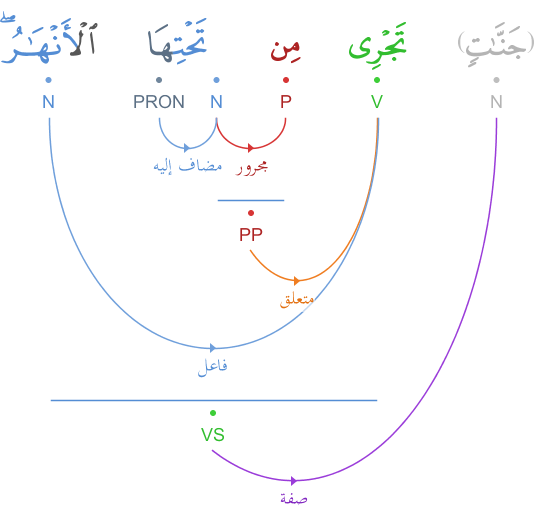 (جَنَّـٰتٍ) تَجْرِى مِن تَحْتِهَا ٱلْأَنْهَـٰرُ ۖ
N V P N PRON N
مجرور مضاف إليه
PP
متعلق
فاعل
VS
صفة